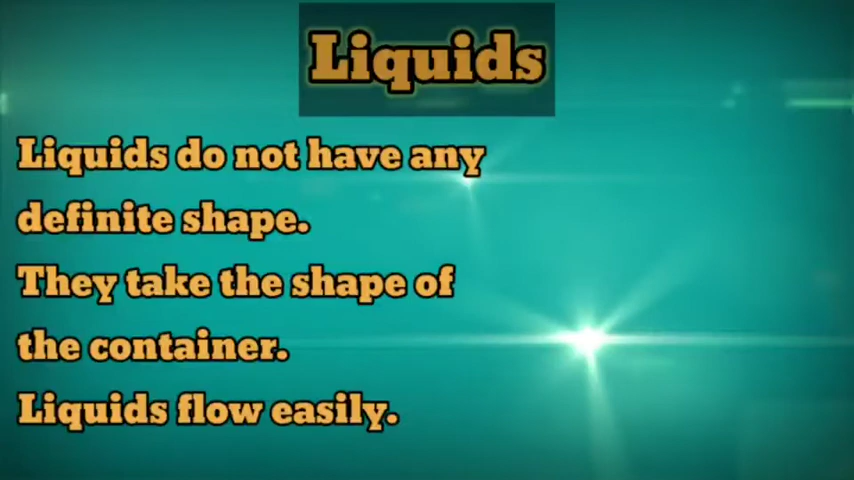 Liquids
Liquids do not have any
definite shape.
They take the shape of
the container.
Liquids flow easily.